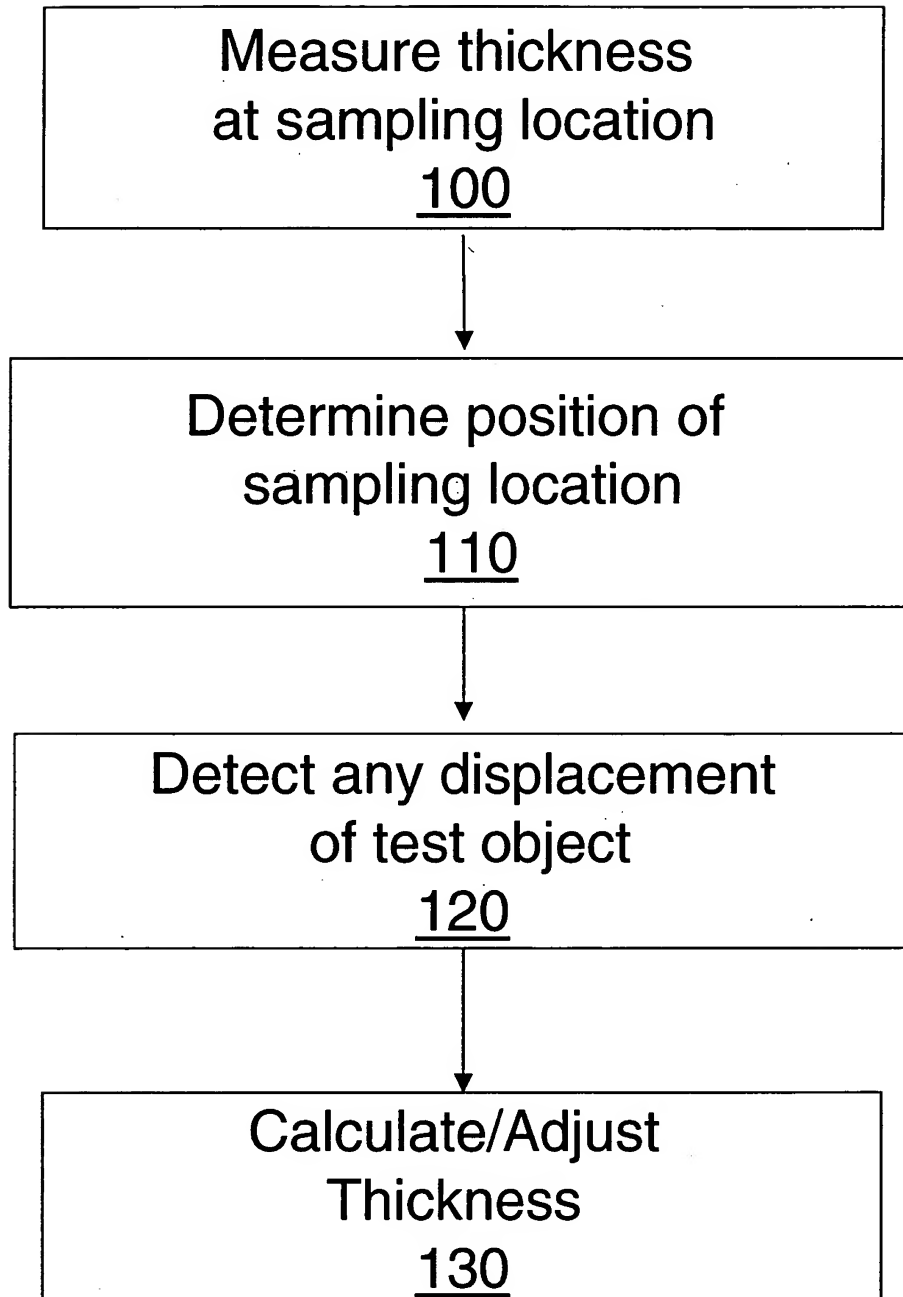 Measure thickness
at sampling location
100
Determine position of
sampling location
110
Detect any displacement
of test object
120
Calculate/Adjust
Thickness
130